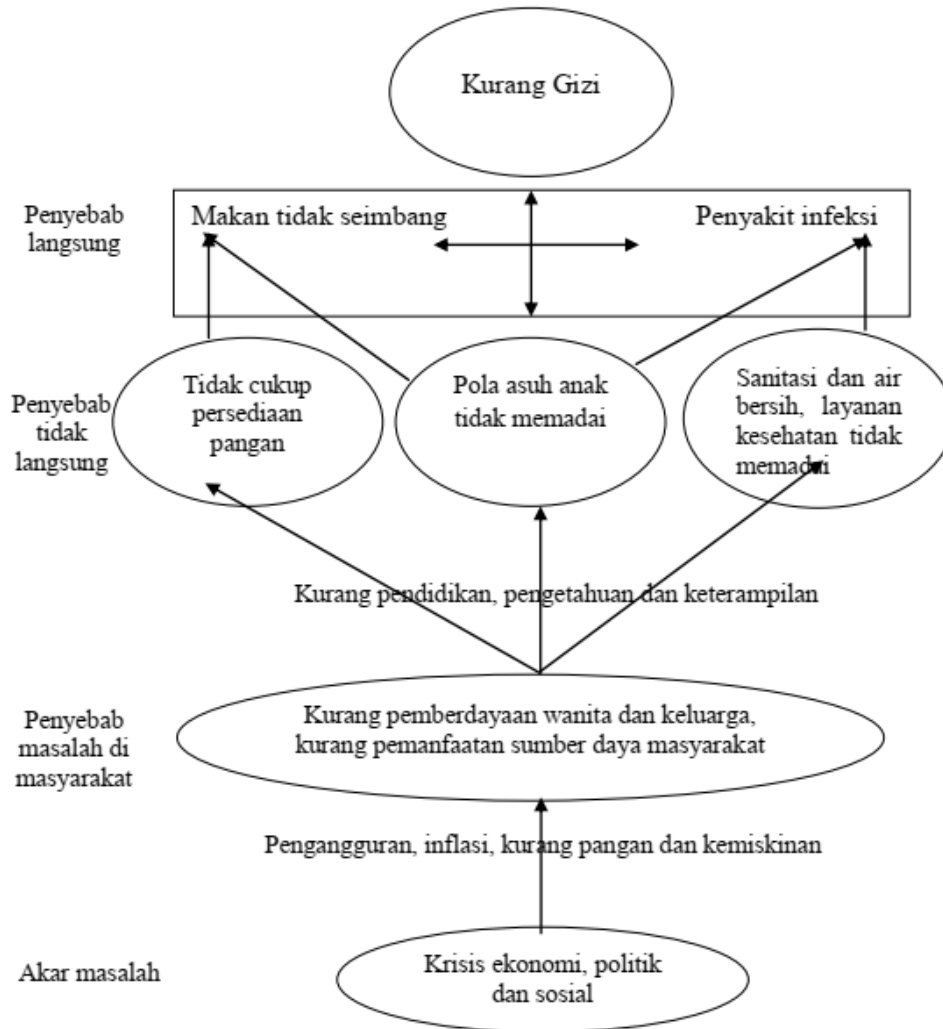 Kurang Gizi
Penyebab
langsung
Makan tidak seimbang
Penyakit infeksi
Penyebab
tidak
langsung
Tidak cukup
persediaan
pangan
Pola asuh anak
tidak memadai
Sanitasi dan air
bersih, layanan
kesehatan tidak
memadai
Kurang pendidikan, pengetahuan dan keterampilan
Penyebab
masalah di
masyarakat
Kurang pemberdayaan wanita dan keluarga,
kurang pemanfaatan sumber daya masyarakat
Pengangguran, inflasi, kurang pangan dan kemiskinan
Akar masalah
Krisis ekonomi, politik
dan sosial